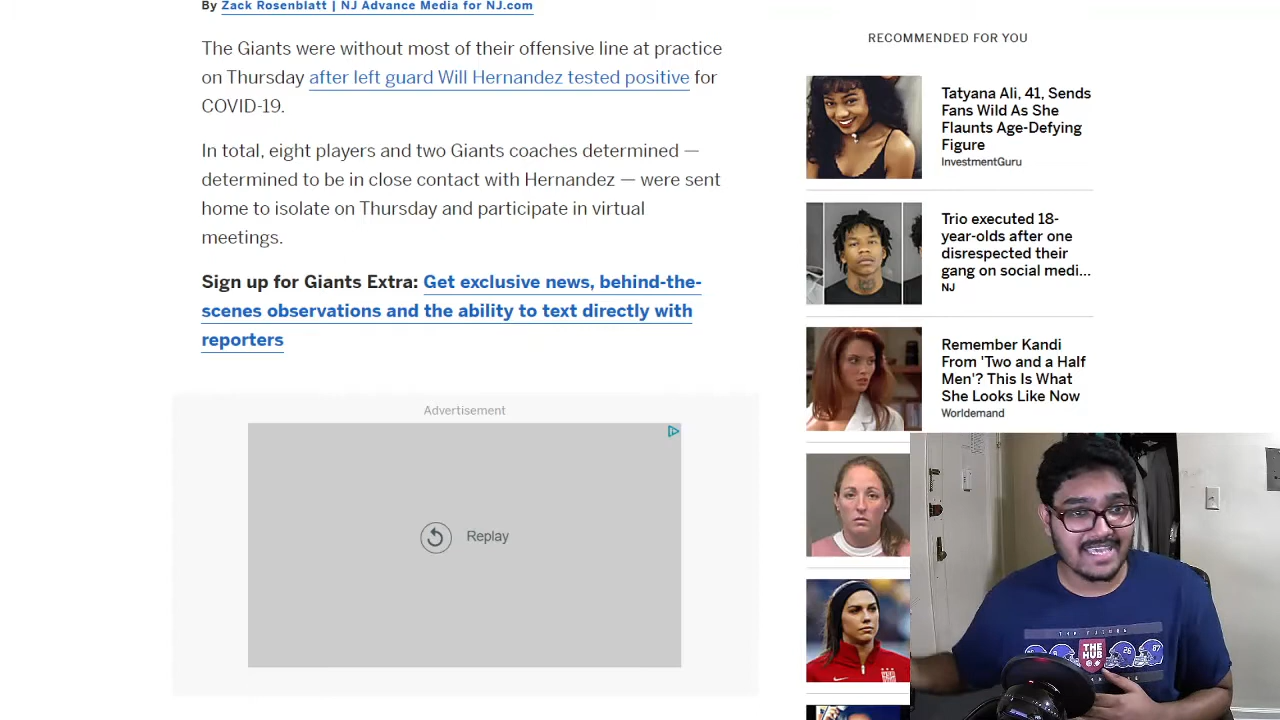 By Zack Rosenblatt | NJ Advance Media for NJ.com
The Giants were without most of their offensive line at practice
on Thursday after left guard Will Hernandez tested positive for
COVID-19.
In total, eight players and two Giants coaches determined —
determined to be in close contact with Hernandez — were sent
home to isolate on Thursday and participate in virtual
meetings.
Sign up for Giants Extra: Get exclusive news, behind-the-
scenes observations and the ability to text directly with
reporters
Advertisement
Replay
RECOMMENDED FOR YOU
Tatyana Ali, 41, Sends
Fans Wild As She
Flaunts Age-Defying
Figure
InvestmentGuru
Trio executed 18-
year-olds after one
disrespected their
gang on social medi...
NJ
Remember Kandi
From 'Two and a Half
Men'? This Is What
She Looks Like Now
Worldemand
THE HUB
26
87